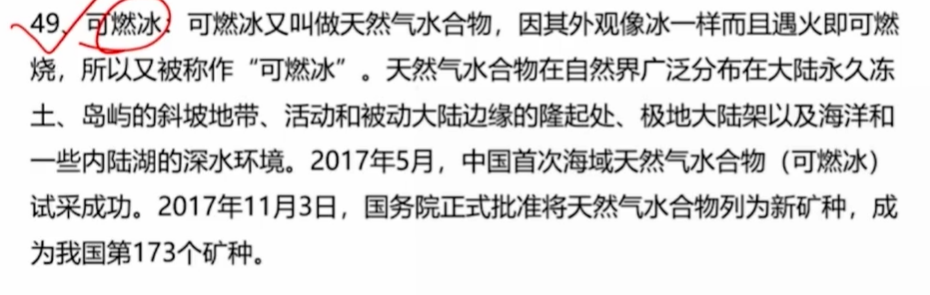 49、可燃冰：可燃冰又叫做天然气水合物，因其外观像冰一样而且遇火即可燃
烧，所以又被称作“可燃冰”。天然气水合物在自然界广泛分布在大陆永久冻
土、岛屿的斜坡地带、活动和被动大陆边缘的隆起处、极地大陆架以及海洋和
一些内陆湖的深水环境。2017年5月，中国首次海域天然气水合物（可燃冰）
试采成功。2017年11月3日，国务院正式批准将天然气水合物列为新矿种，成
为我国第173个矿种。